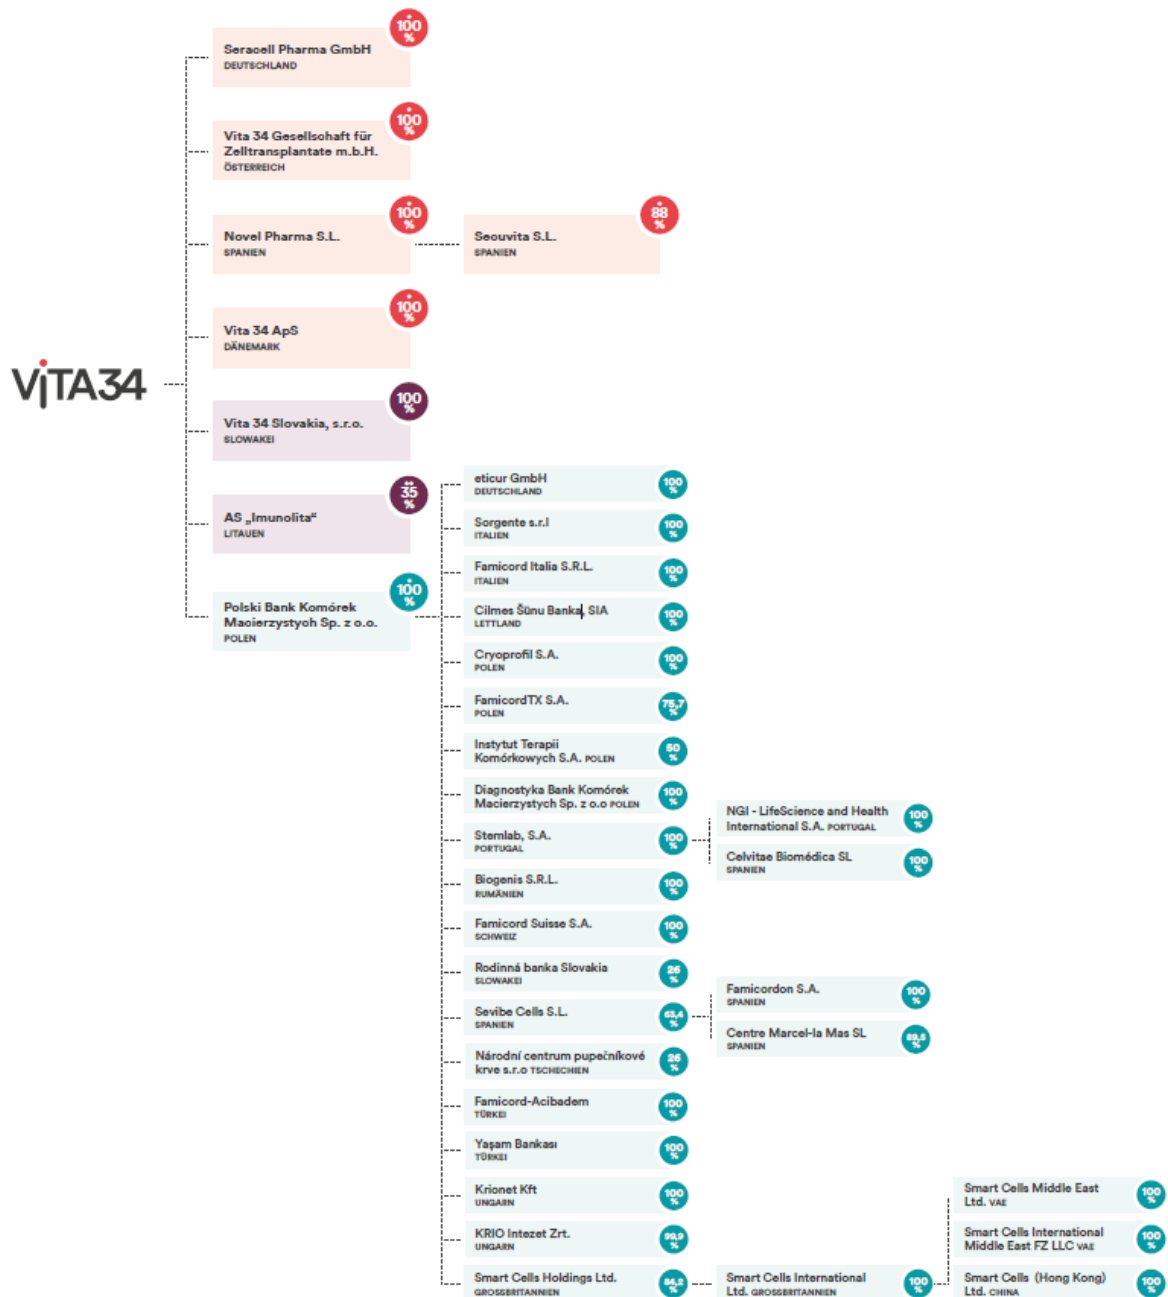 100
%
Seracell Pharma GmbH
DEUTSCHLAND
100
%
Vita 34 Gesellschaft für
Zelltransplantate m.b.H.
ÖSTERREICH
100
%
Novel Pharma S.L.
SPANIEN
88
%
Secuvita S.L.
SPANIEN
100
%
Vita 34 ApS
DÄNEMARK
ViTA34
100
%
Vita 34 Slovakia, s.r.o.
SLOWAKEI
35
%
AS „Imunolita“
LITAUEN
100
%
Polski Bank Komórek
Macierzystych Sp. z o.o.
POLEN
eticur GmbH
DEUTSCHLAND
100
%
Sorgente s.r.l
ITALIEN
100
%
Famicord Italia S.R.L.
ITALIEN
100
%
Cilmes Šūnu Banka, SIA
LETTLAND
100
%
Cryoprofil S.A.
POLEN
100
%
FamicordTX S.A.
POLEN
75,7
%
Instytut Terapii
Komórkowych S.A. POLEN
50
%
Diagnostyka Bank Komórek
Macierzystych Sp. z o.o POLEN
100
%
Stemlab, S.A.
PORTUGAL
100
%
NGI - LifeScience and Health
International S.A. PORTUGAL
100
%
Celvitae Biomédica SL
SPANIEN
100
%
Biogenis S.R.L.
RUMÄNIEN
100
%
Famicord Suisse S.A.
SCHWEIZ
100
%
Rodinná banka Slovakia
SLOWAKEI
26
%
Sevibe Cells S.L.
SPANIEN
63,4
%
Famicordon S.A.
SPANIEN
100
%
Centre Marcel-la Mas SL
SPANIEN
89,5
%
Národní centrum pupečníkové
krve s.r.o TSCHECHIEN
26
%
Famicord-Acibadem
TÜRKEI
100
%
Yaşam Bankası
TÜRKEI
100
%
Krionet Kft
UNGARN
100
%
KRIO Intezet Zrt.
UNGARN
99,9
%
Smart Cells Holdings Ltd.
GROSSBRITANNIEN
84,2
%
Smart Cells International
Ltd. GROSSBRITANNIEN
100
%
Smart Cells Middle East
Ltd. VAE
100
%
Smart Cells International
Middle East FZ LLC VAE
100
%
Smart Cells (Hong Kong)
Ltd. CHINA
100
%